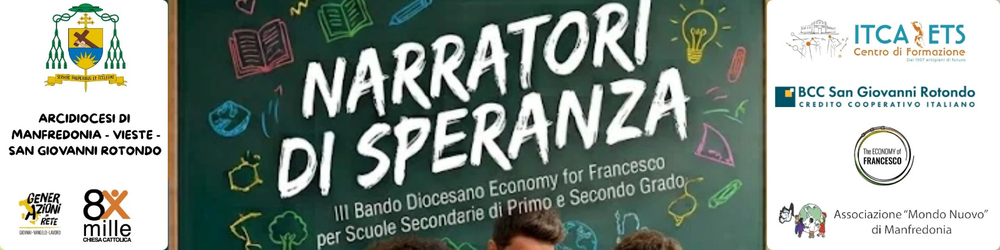 SERVIRE PAUPERIBUS ET ECCLESIAE
ARCIDIOCESI DI
MANFREDONIA - VIESTE -
SAN GIOVANNI ROTONDO
GENER
AZIONI
IN
RETE
GIOVANI · VANGELO · LAVORO
8X
mille
CHIESA CATTOLICA
NARRATORI
DI SPERANZA
III Bando Diocesano Economy for Francesco
per Scuole Secondarie di Primo e Secondo Grado
ITCA ETS
Centro di Formazione
Dal 1957 artigiani di futuro
BCC San Giovanni Rotondo
CREDITO COOPERATIVO ITALIANO
The ECONOMY of
FRANCESCO
Associazione “Mondo Nuovo”
di Manfredonia